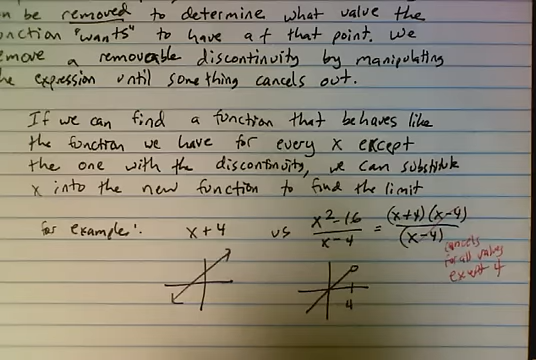 n be removed to determine what value the
nction "wants" to have at that point. We
emove a removeable discontinuity by manipulating
he expression until something cancels out.
If we can find a function that behaves like
the function we have for every x except
the one with the discontinuity, we can substitute
x into the new function to find the limit
for example: x+4 vs x²-16/x-4 = (x+4)(x-4)/(x-4)
cancels
for all values
except 4
4